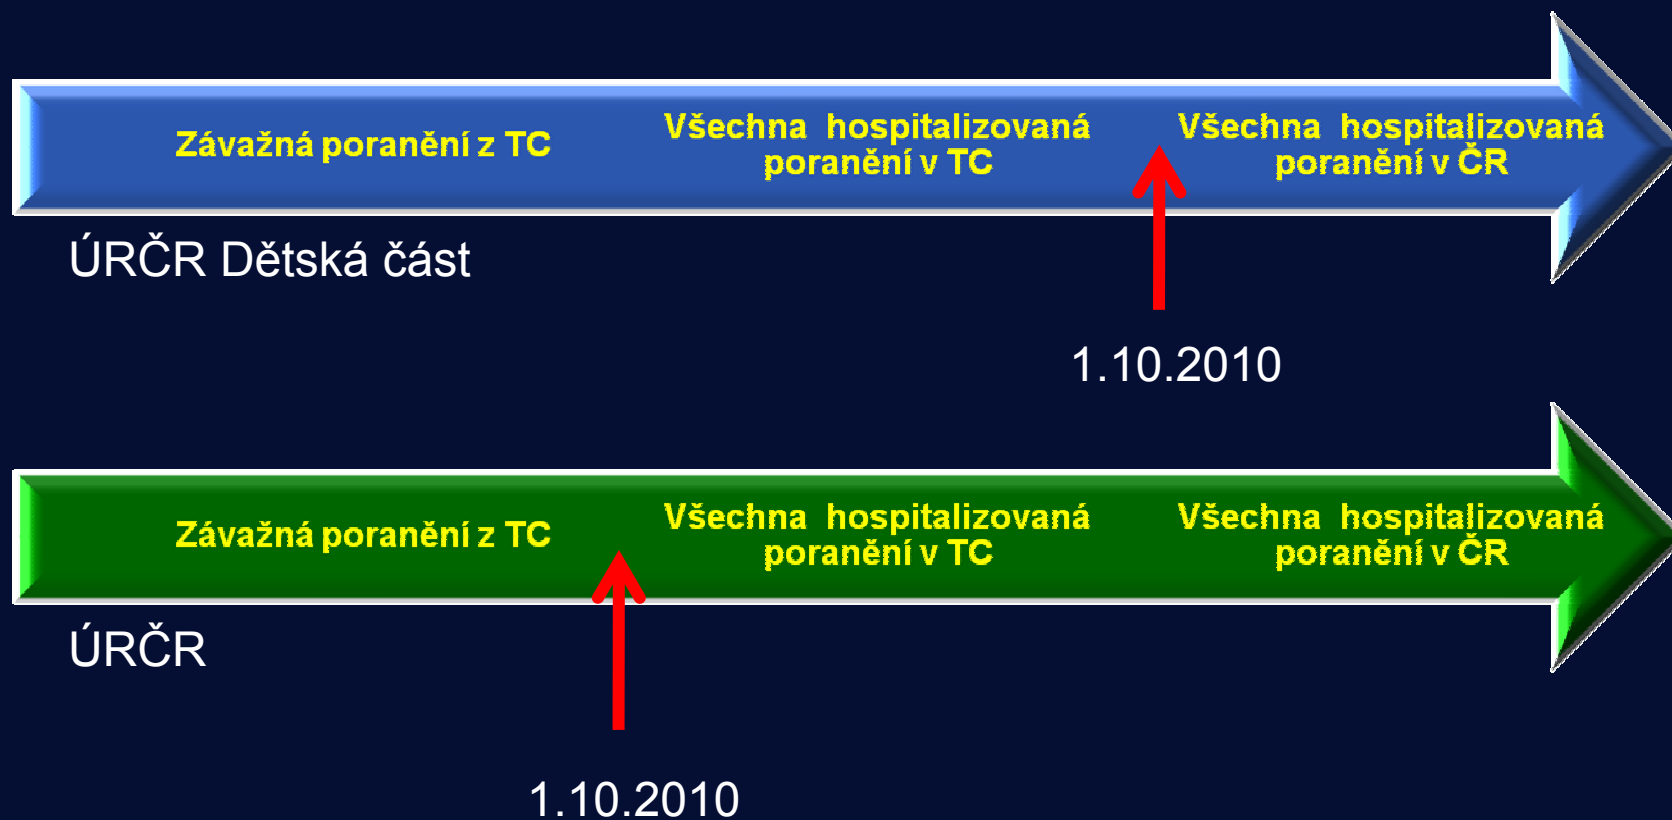 Závažná poranění z TC
Všechna hospitalizovaná
poranění v TC
Všechna hospitalizovaná
poranění v ČR
ÚRČR Dětská část
1.10.2010
Závažná poranění z TC
Všechna hospitalizovaná
poranění v TC
Všechna hospitalizovaná
poranění v ČR
ÚRČR
1.10.2010